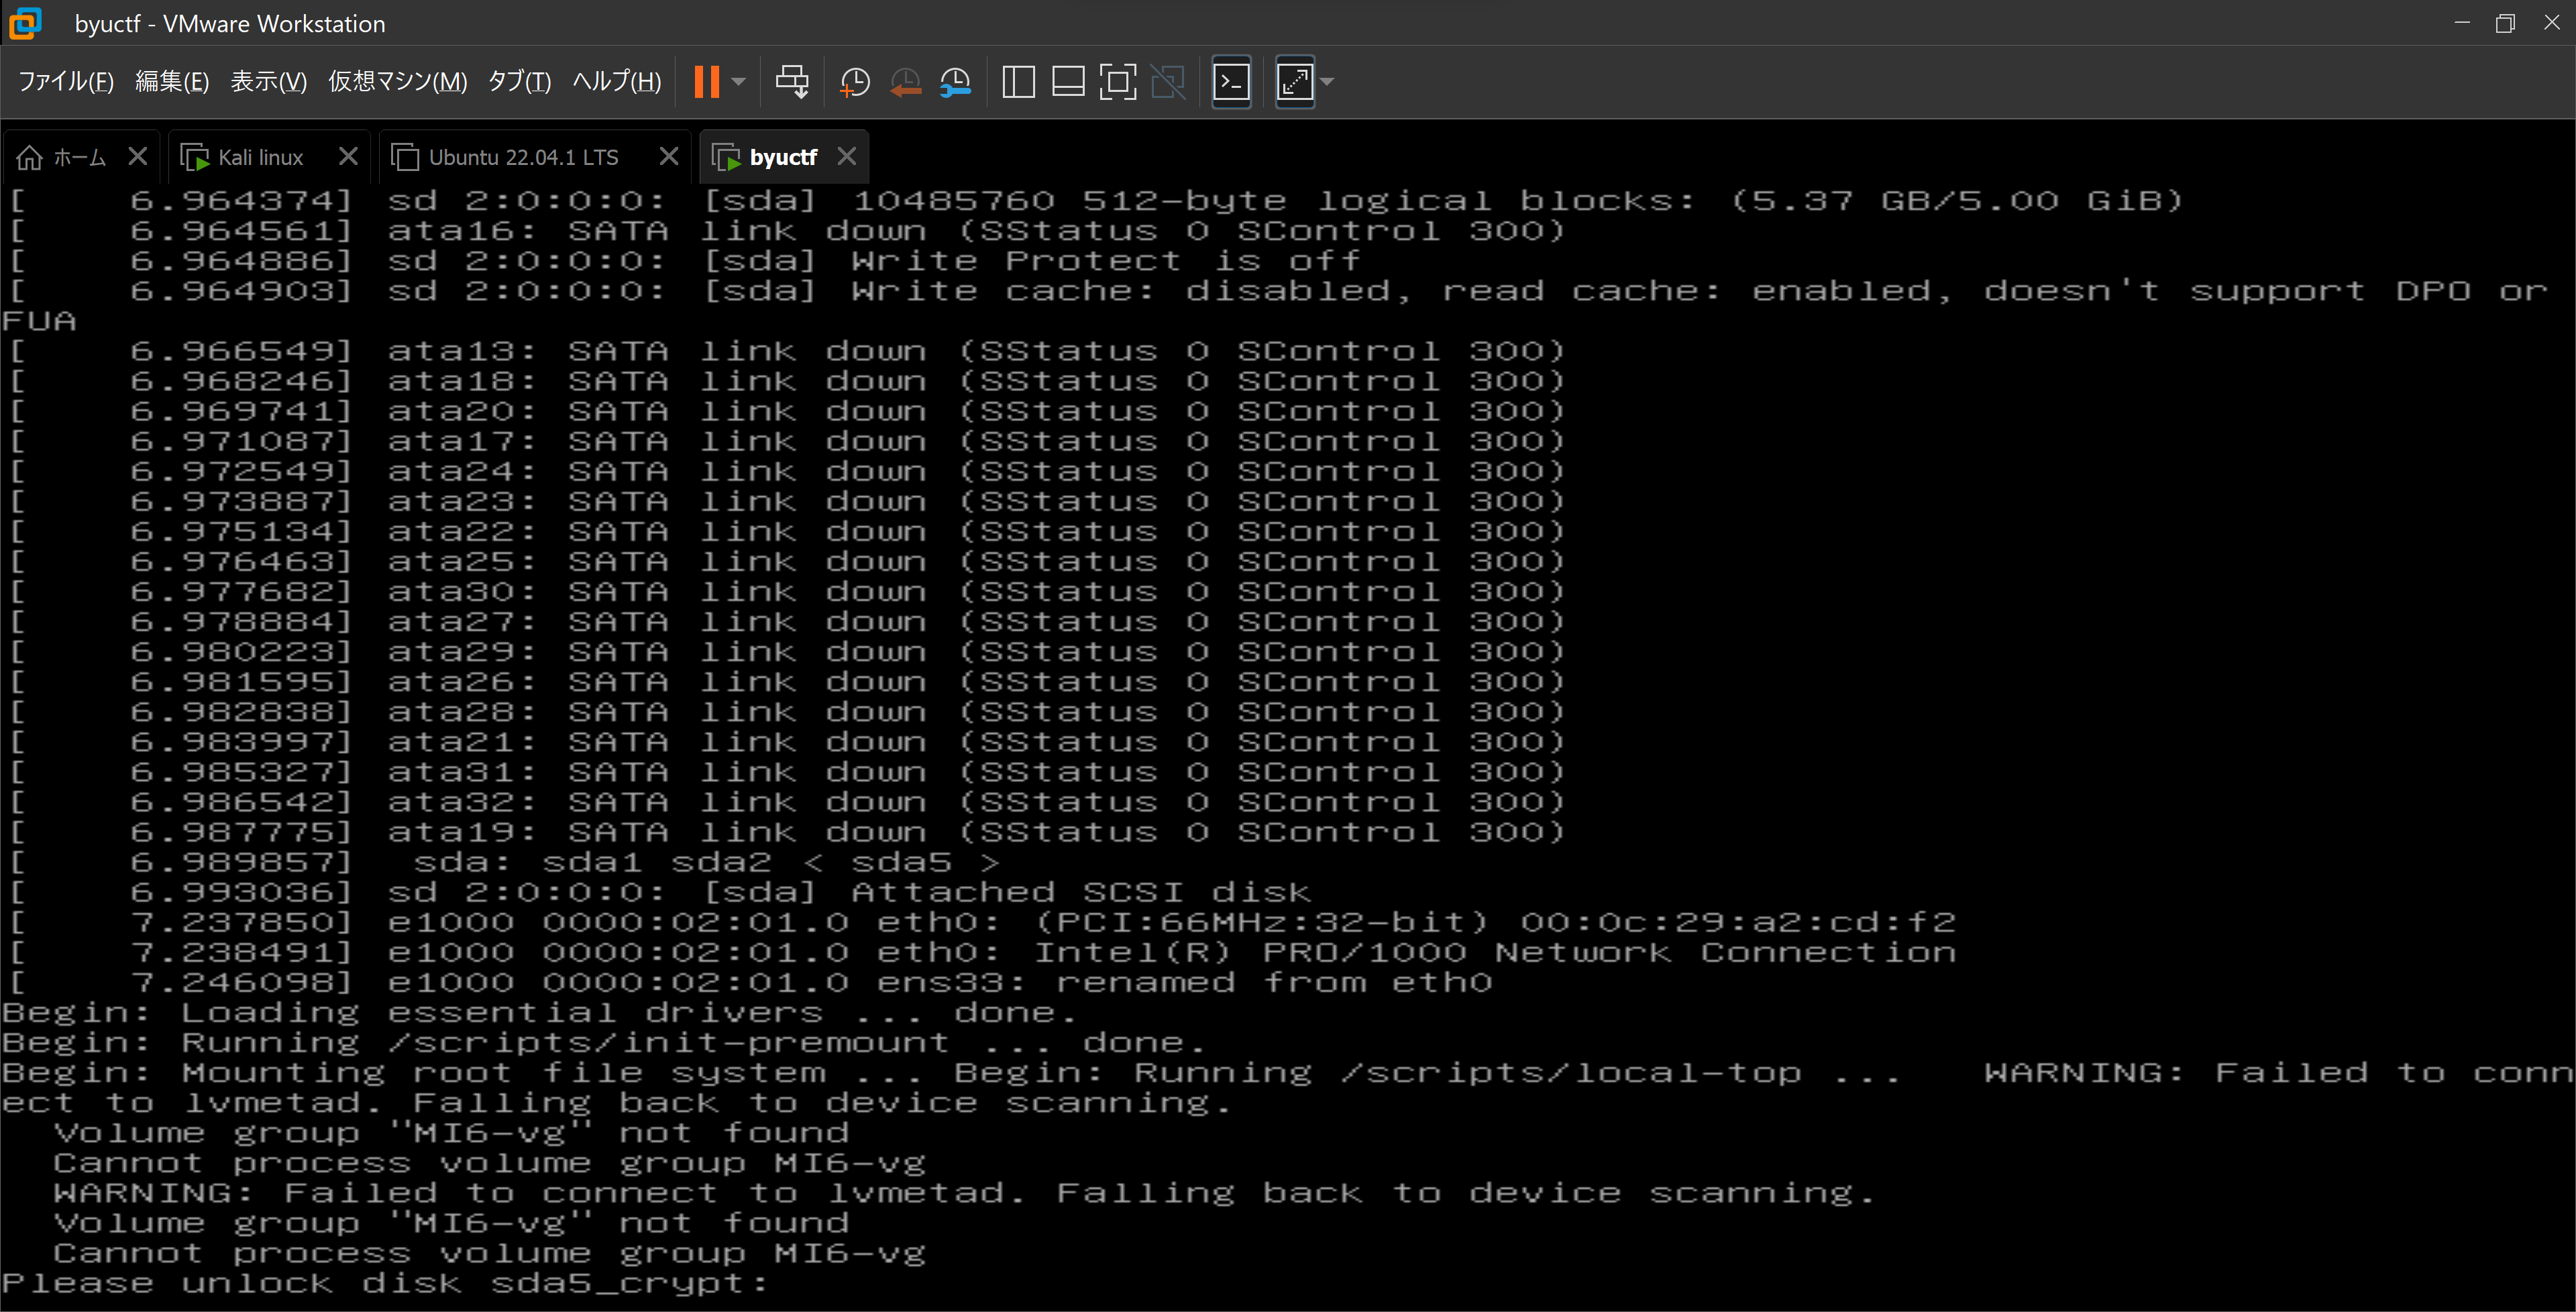 byuctf - VMware Workstation
ファイル(F) 編集(E) 表示(V) 仮想マシン(M) タブ(T) ヘルプ(H)
ホーム Kali linux Ubuntu 22.04.1 LTS byuctf
[    6.964374] sd 2:0:0:0: [sda] 10485760 512-byte logical blocks: (5.37 GB/5.00 GiB)
[    6.964561] ata16: SATA link down (SStatus 0 SControl 300)
[    6.964886] sd 2:0:0:0: [sda] Write Protect is off
[    6.964903] sd 2:0:0:0: [sda] Write cache: disabled, read cache: enabled, doesn't support DPO or
FUA
[    6.966549] ata13: SATA link down (SStatus 0 SControl 300)
[    6.968246] ata18: SATA link down (SStatus 0 SControl 300)
[    6.969741] ata20: SATA link down (SStatus 0 SControl 300)
[    6.971087] ata17: SATA link down (SStatus 0 SControl 300)
[    6.972549] ata24: SATA link down (SStatus 0 SControl 300)
[    6.973887] ata23: SATA link down (SStatus 0 SControl 300)
[    6.975134] ata22: SATA link down (SStatus 0 SControl 300)
[    6.976463] ata25: SATA link down (SStatus 0 SControl 300)
[    6.977682] ata30: SATA link down (SStatus 0 SControl 300)
[    6.978884] ata27: SATA link down (SStatus 0 SControl 300)
[    6.980223] ata29: SATA link down (SStatus 0 SControl 300)
[    6.981595] ata26: SATA link down (SStatus 0 SControl 300)
[    6.982838] ata28: SATA link down (SStatus 0 SControl 300)
[    6.983997] ata21: SATA link down (SStatus 0 SControl 300)
[    6.985327] ata31: SATA link down (SStatus 0 SControl 300)
[    6.986542] ata32: SATA link down (SStatus 0 SControl 300)
[    6.987775] ata19: SATA link down (SStatus 0 SControl 300)
[    6.989857]  sda: sda1 sda2 < sda5 >
[    6.993036] sd 2:0:0:0: [sda] Attached SCSI disk
[    7.237850] e1000 0000:02:01.0 eth0: (PCI:66MHz:32-bit) 00:0c:29:a2:cd:f2
[    7.238491] e1000 0000:02:01.0 eth0: Intel(R) PRO/1000 Network Connection
[    7.246098] e1000 0000:02:01.0 ens33: renamed from eth0
Begin: Loading essential drivers ... done.
Begin: Running /scripts/init-premount ... done.
Begin: Mounting root file system ... Begin: Running /scripts/local-top ...   WARNING: Failed to conn
ect to lvmetad. Falling back to device scanning.
  Volume group "MI6-vg" not found
  Cannot process volume group MI6-vg
  WARNING: Failed to connect to lvmetad. Falling back to device scanning.
  Volume group "MI6-vg" not found
  Cannot process volume group MI6-vg
Please unlock disk sda5_crypt: